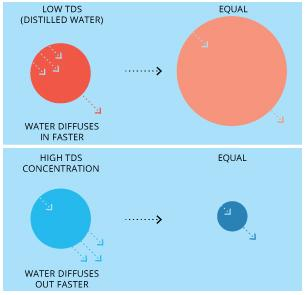 LOW TDS
(DISTILLED WATER)
EQUAL
WATER DIFFUSES
IN FASTER
HIGH TDS
CONCENTRATION
EQUAL
WATER DIFFUSES
OUT FASTER